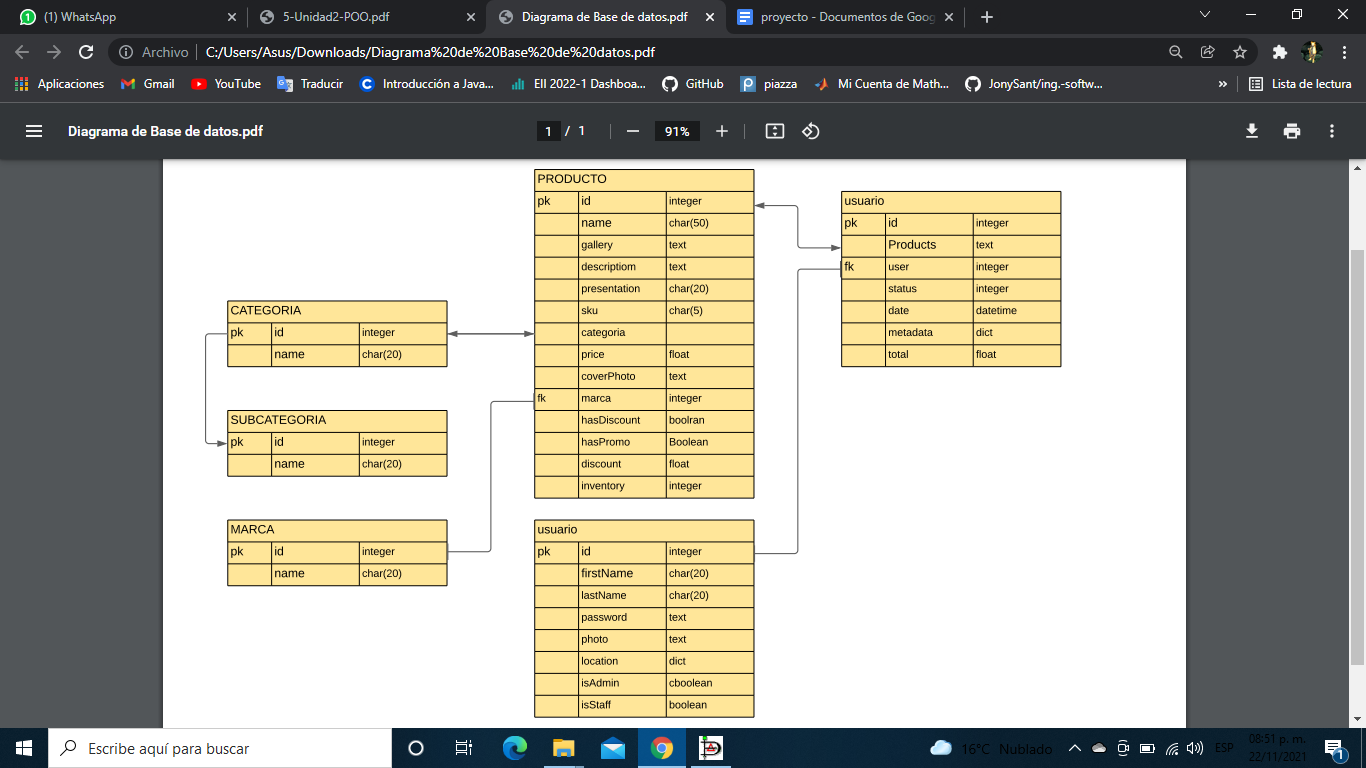 (1) WhatsApp
5-Unidad2-POO.pdf
Diagrama de Base de datos.pdf
proyecto - Documentos de Goog
Archivo
C:/Users/Asus/Downloads/Diagrama%20de%20Base%20de%20datos.pdf
Aplicaciones
Gmail
YouTube
Traducir
Introducción a Java...
EII 2022-1 Dashboa...
GitHub
piazza
Mi Cuenta de Math...
JonySant/ing.-softw...
»
Lista de lectura
Diagrama de Base de datos.pdf
1 / 1
91%
PRODUCTO
pk id integer
name char(50)
gallery text
descriptiom text
presentation char(20)
sku char(5)
categoria
price float
coverPhoto text
fk marca integer
hasDiscount boolran
hasPromo Boolean
discount float
inventory integer
usuario
pk id integer
Products text
fk user integer
status integer
date datetime
metadata dict
total float
CATEGORIA
pk id integer
name char(20)
SUBCATEGORIA
pk id integer
name char(20)
MARCA
pk id integer
name char(20)
usuario
pk id integer
firstName char(20)
lastName char(20)
password text
photo text
location dict
isAdmin cboolean
isStaff boolean
Escribe aquí para buscar
16°C Nublado
ESP
08:51 p. m.
22/11/2021
1